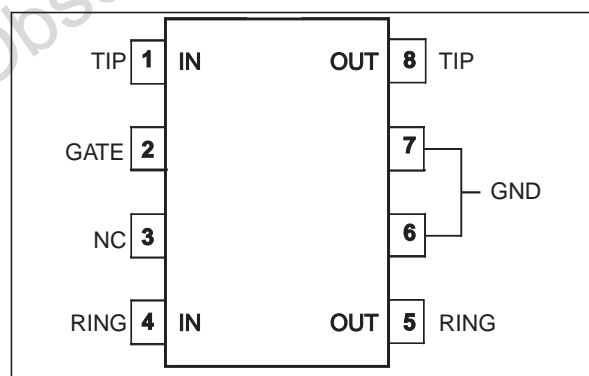 TIP 1 IN OUT 8 TIP
GATE 2 7
GND
NC 3 6
RING 4 IN OUT 5 RING